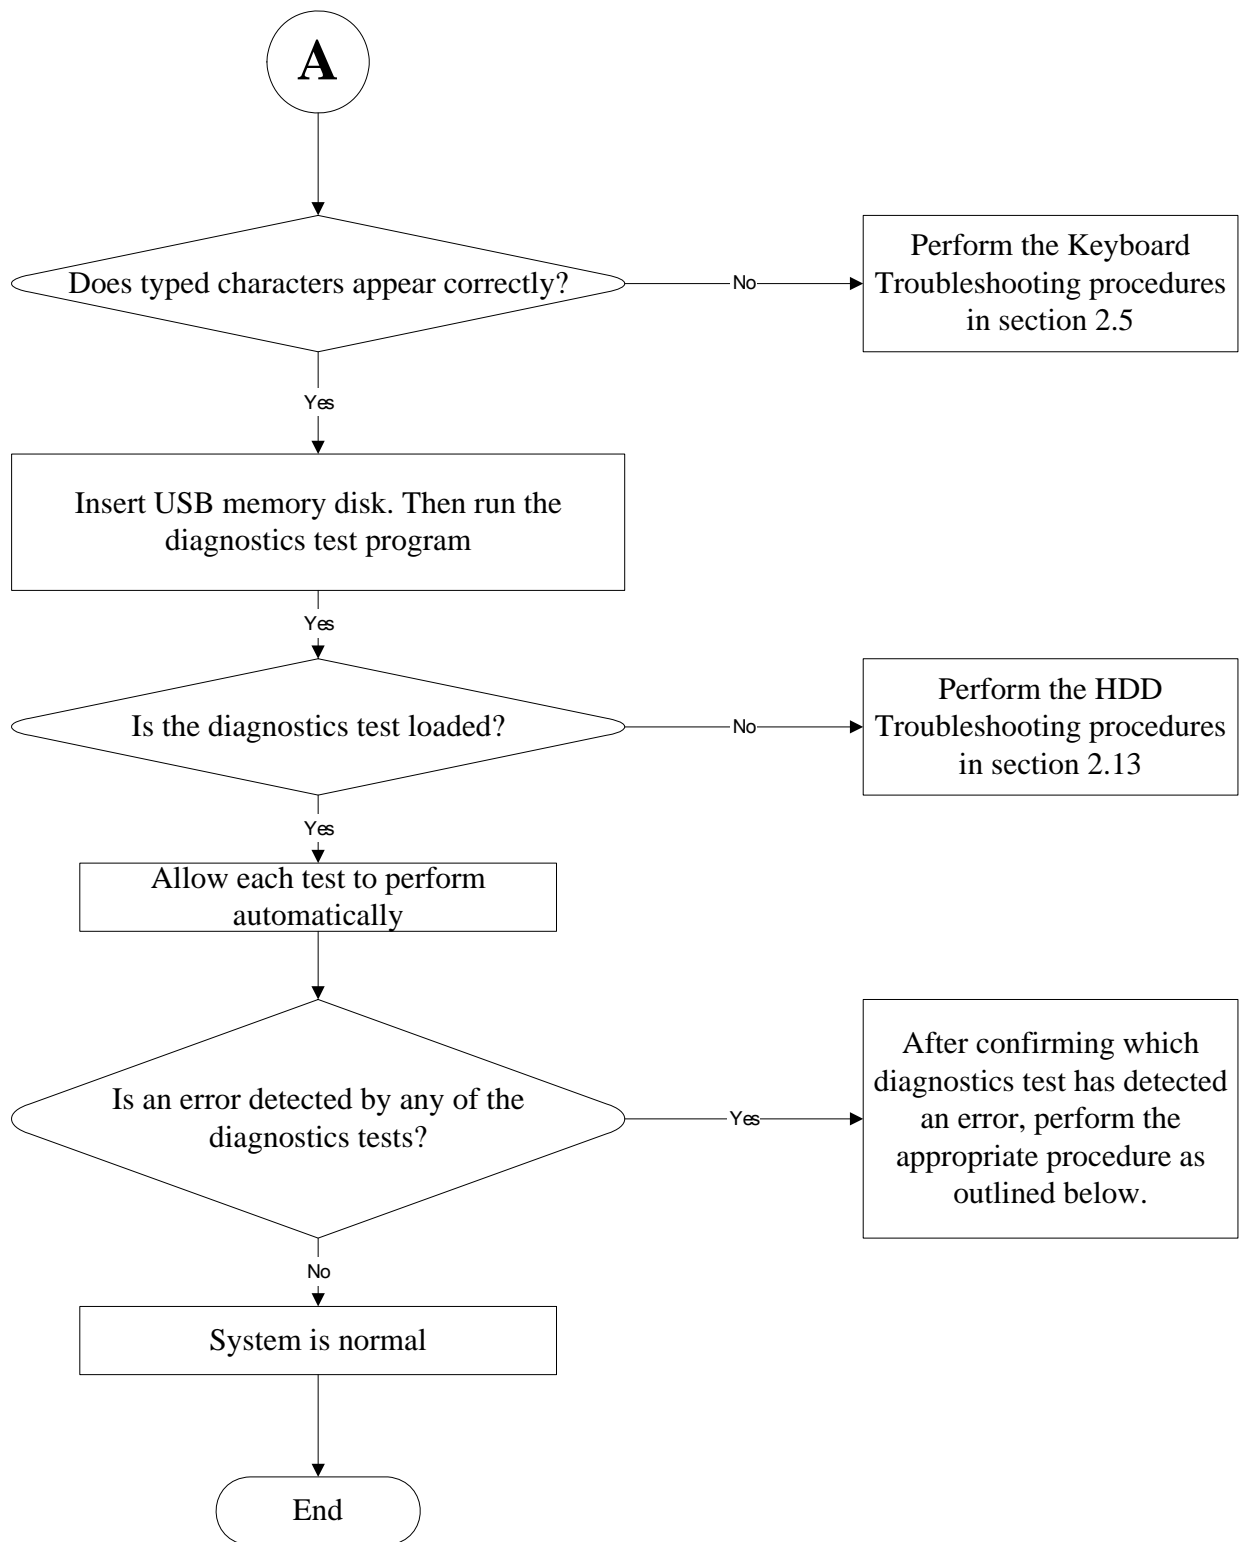 A
Does typed characters appear correctly?
No
Perform the Keyboard
Troubleshooting procedures
in section 2.5
Yes
Insert USB memory disk. Then run the
diagnostics test program
Yes
Is the diagnostics test loaded?
No
Perform the HDD
Troubleshooting procedures
in section 2.13
Yes
Allow each test to perform
automatically
Is an error detected by any of the
diagnostics tests?
Yes
After confirming which
diagnostics test has detected
an error, perform the
appropriate procedure as
outlined below.
No
System is normal
End